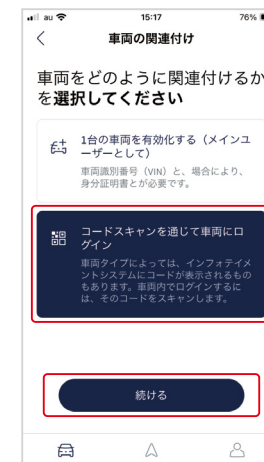 au 15:17 76%
車両の関連付け
車両をどのように関連付けるか
を選択してください
1台の車両を有効化する（メインユ
ーザーとして）
車両識別番号（VIN）と、場合により、
身分証明書とが必要です。
コードスキャンを通じて車両にロ
グイン
車両タイプによっては、インフォテイメ
ントシステムにコードが表示されるもの
もあります。車両内でログインするに
は、そのコードをスキャンします。
続ける